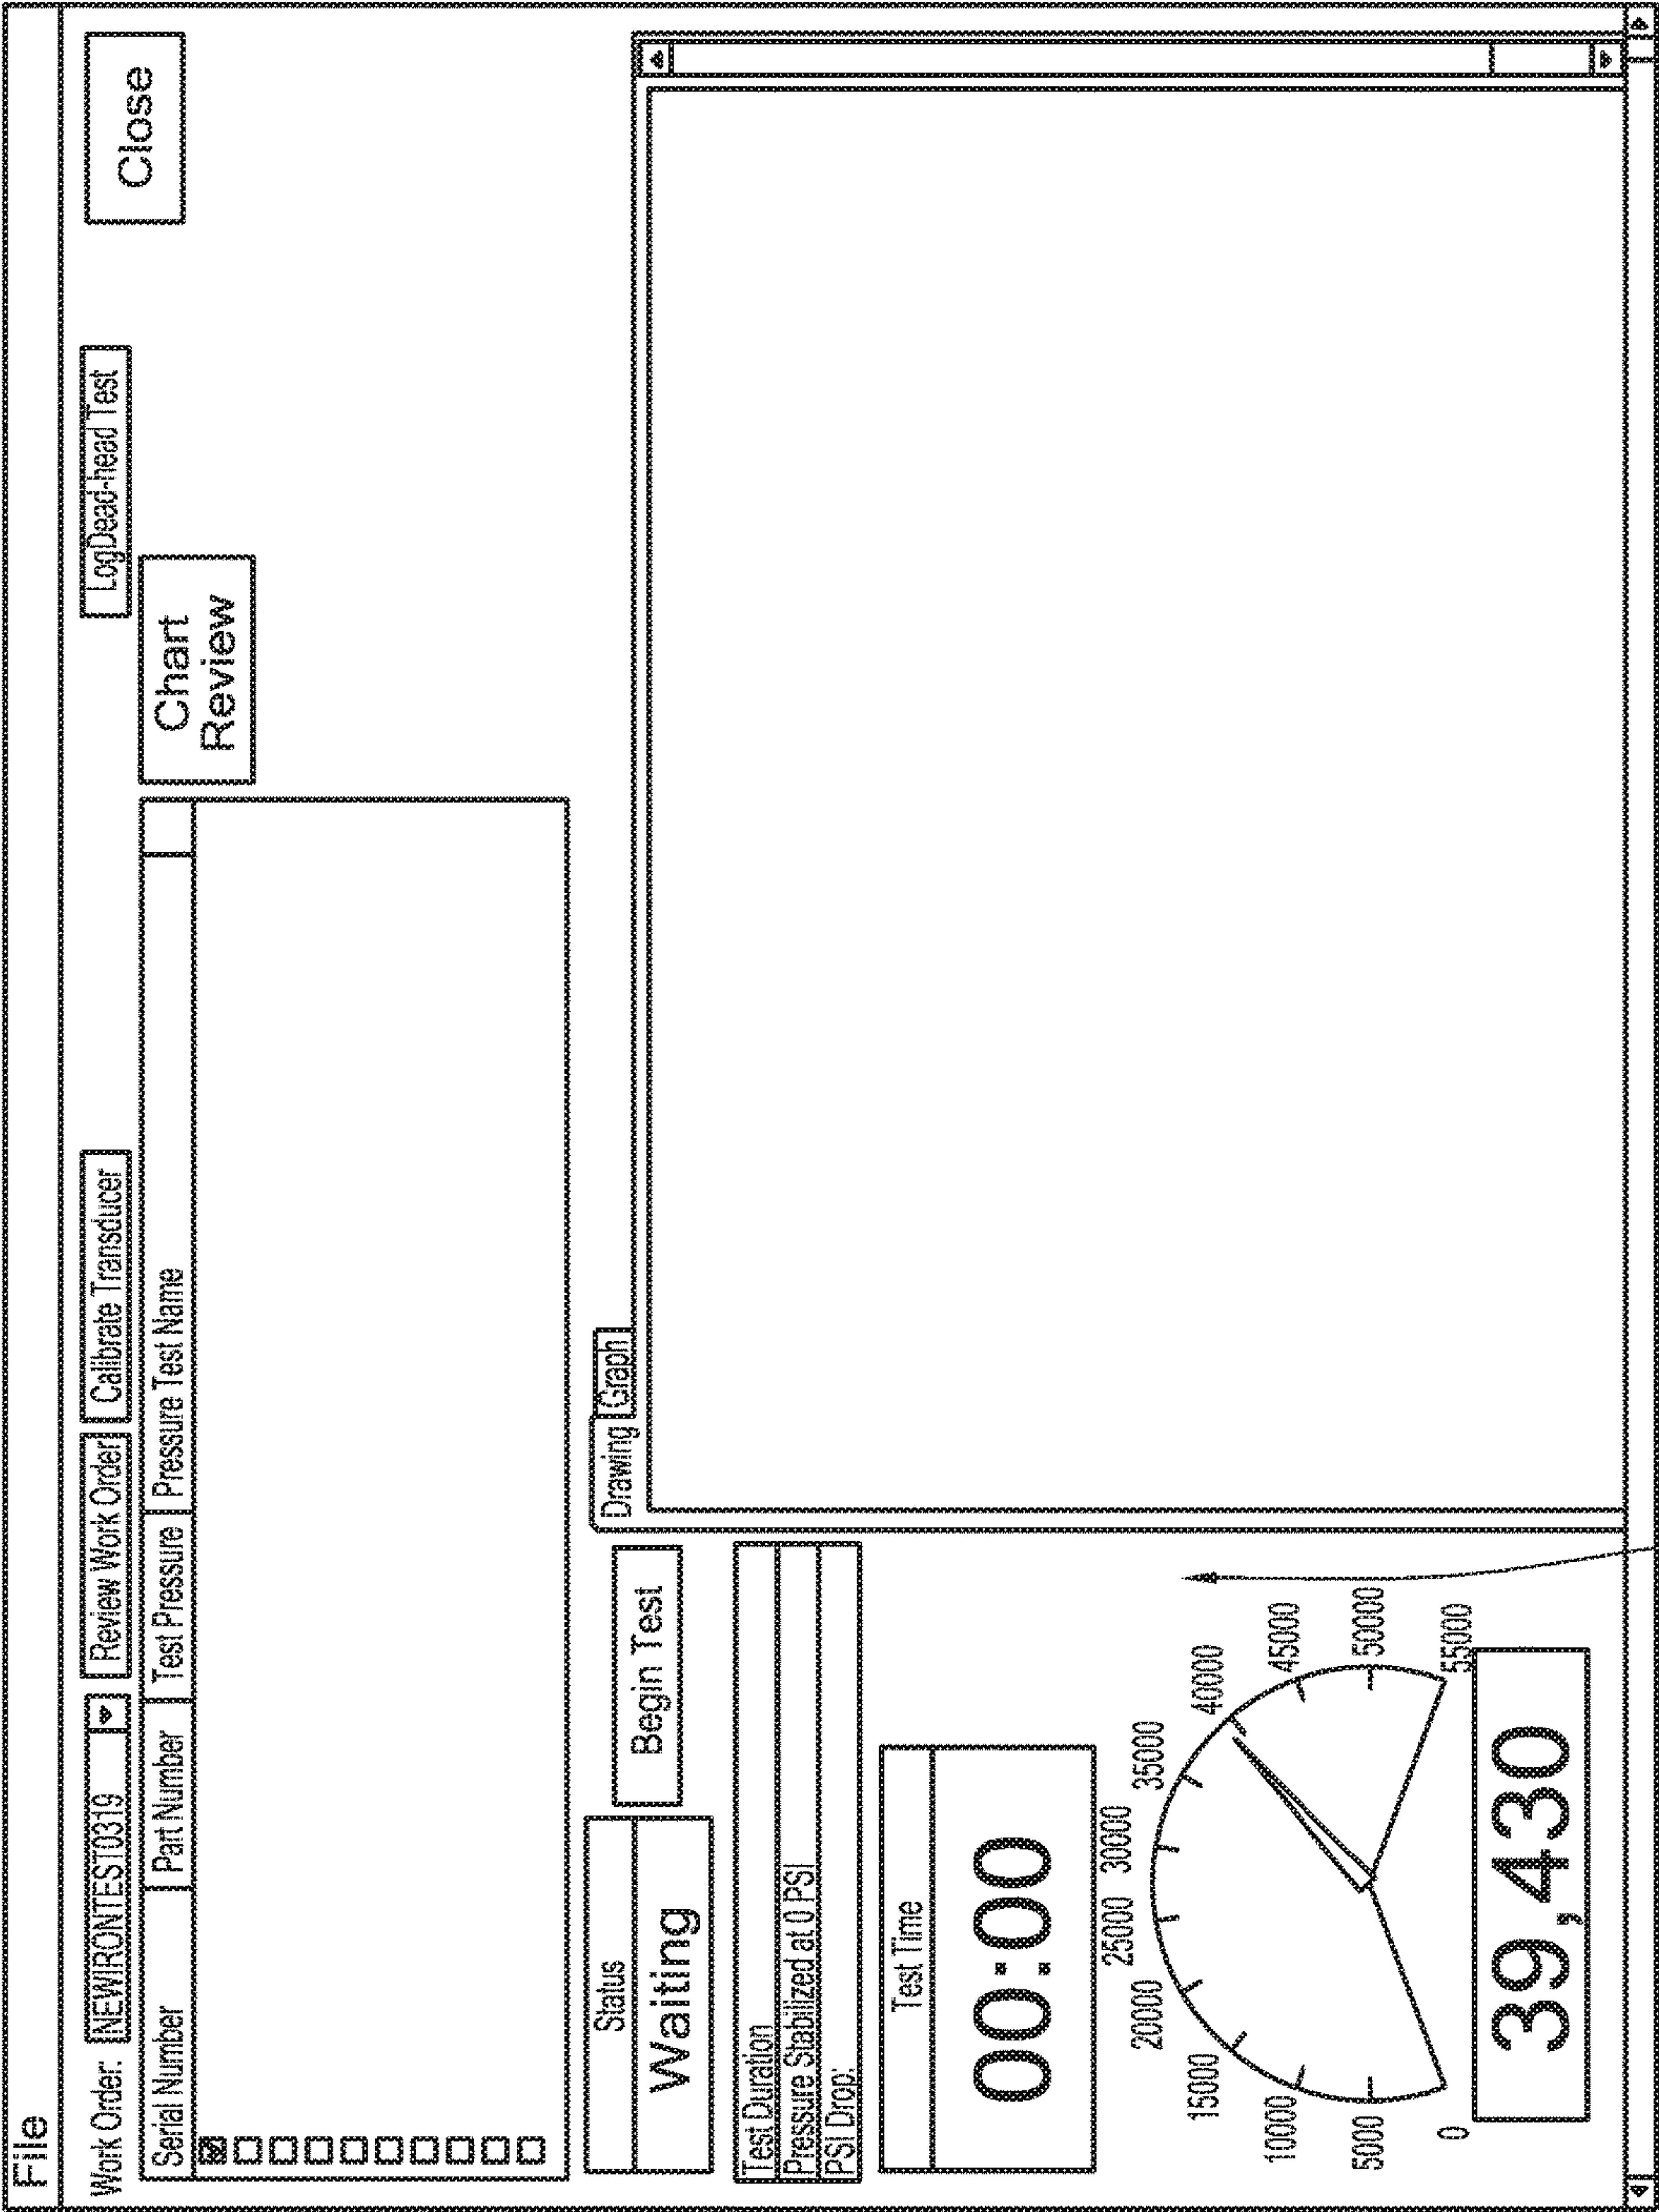 File
Work Order: NEWIRONTEST0319 Review Work Order Calibrate Transducer LogDead-head Test Close
Serial Number Part Number Test Pressure Pressure Test Name
Chart
Review
Status
Waiting
Begin Test
Drawing Graph
Test Duration
Pressure Stabilized at 0 PSI
PSI Drop:
Test Time
00:00
0
5000
10000
15000
20000
25000
30000
35000
40000
45000
50000
55000
39,430